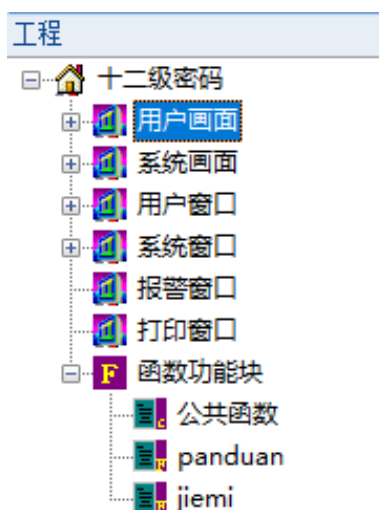 工程
十二级密码
用户画面
系统画面
用户窗口
系统窗口
报警窗口
打印窗口
F 函数功能块
公共函数
panduan
jiemi